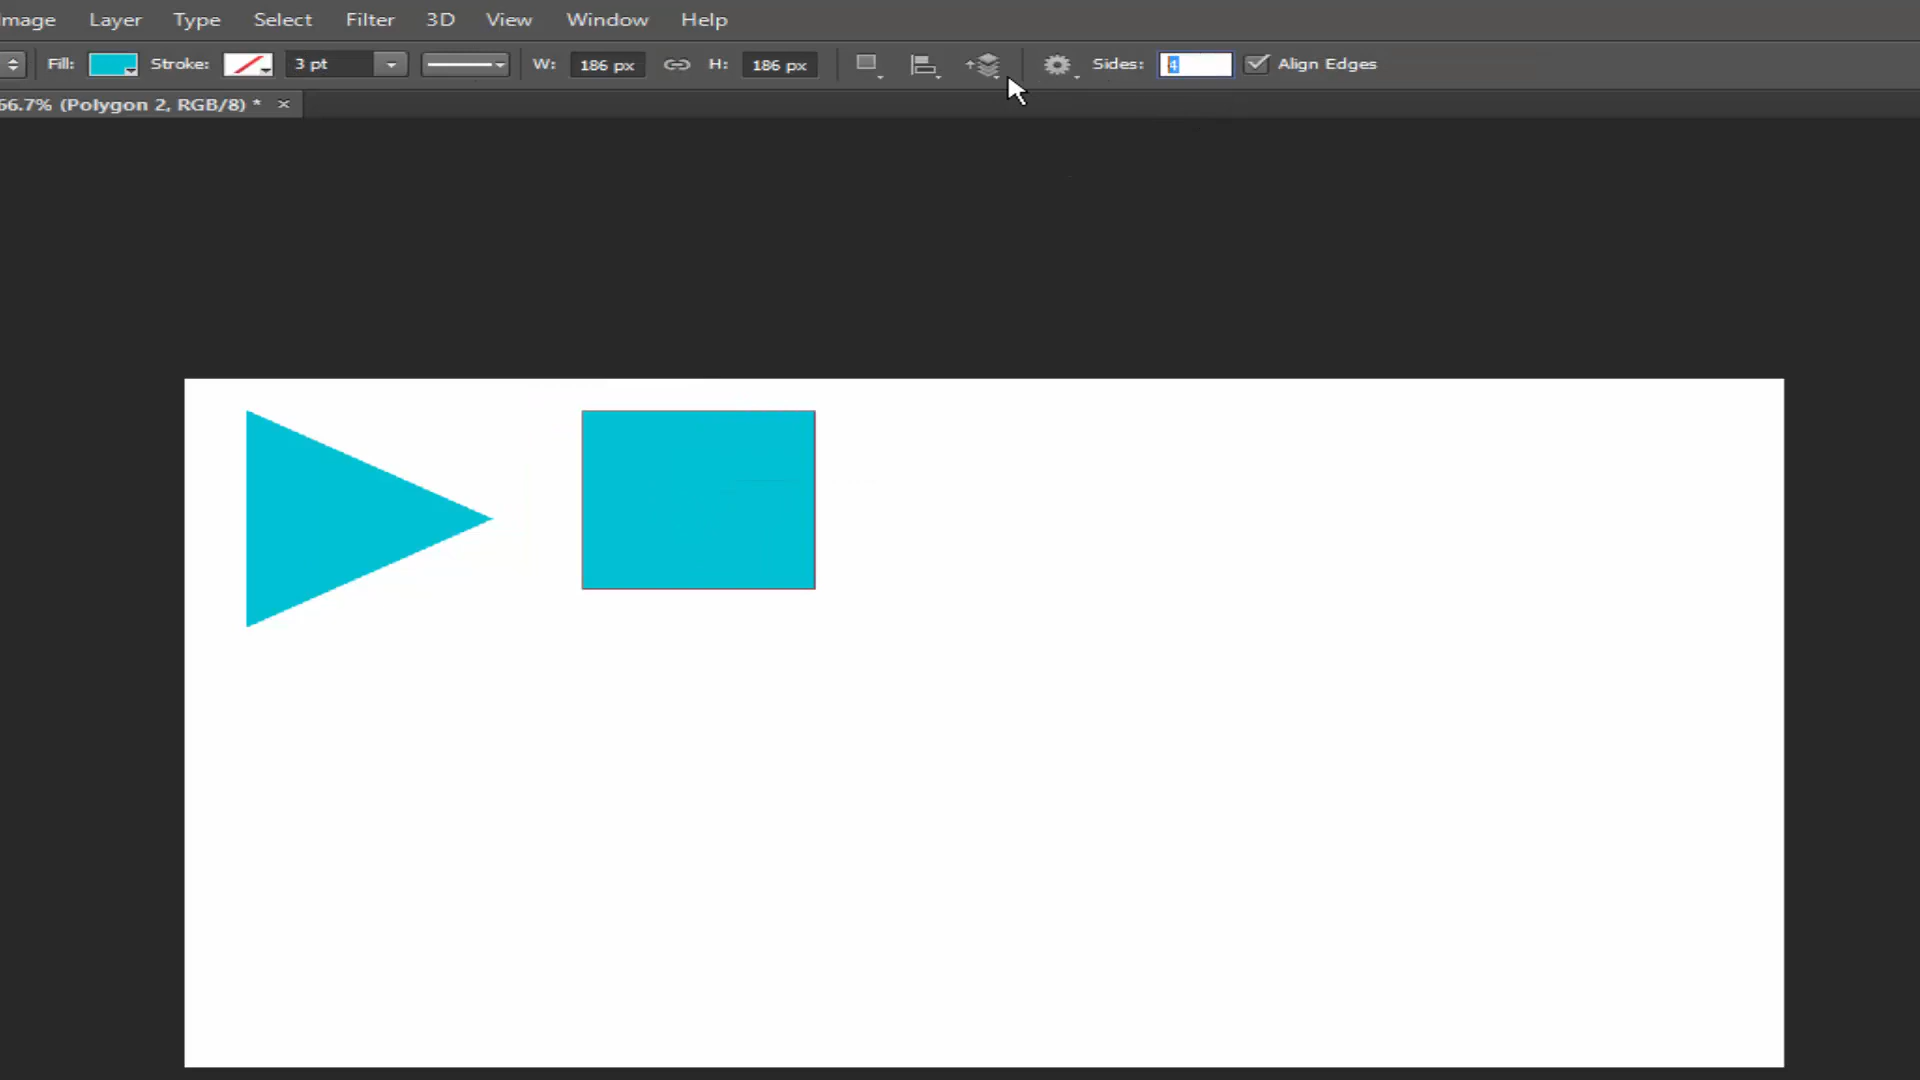 Image Layer Type Select Filter 3D View Window Help
Fill: Stroke: 3 pt W: 186 px H: 186 px Sides: 4 Align Edges
66.7% (Polygon 2, RGB/8) * ×